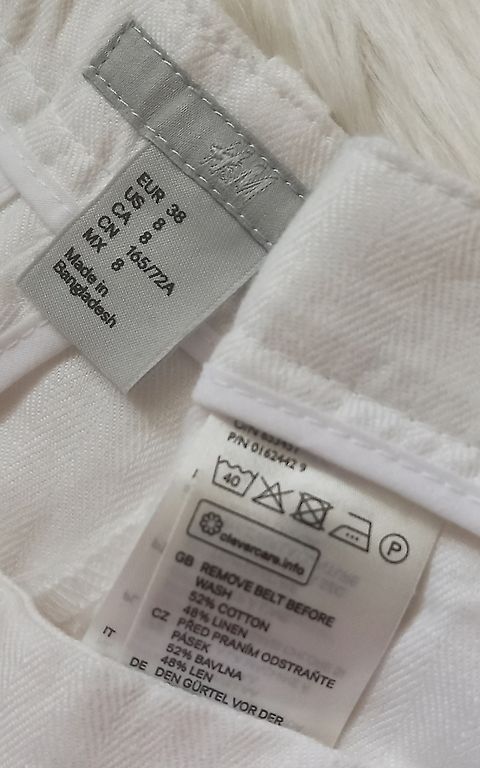 H&M
EUR 38
US 8
CA 8
CN 165/72A
MX 8
Made in
Bangladesh
P/N 0162442 9
40
P
clevercare.info
GB REMOVE BELT BEFORE
WASH
52% COTTON
48% LINEN
CZ PŘED PRANÍM ODSTRAŇTE
PÁSEK
52% BAVLNA
48% LEN
IT
DE DEN GÜRTEL VOR DER